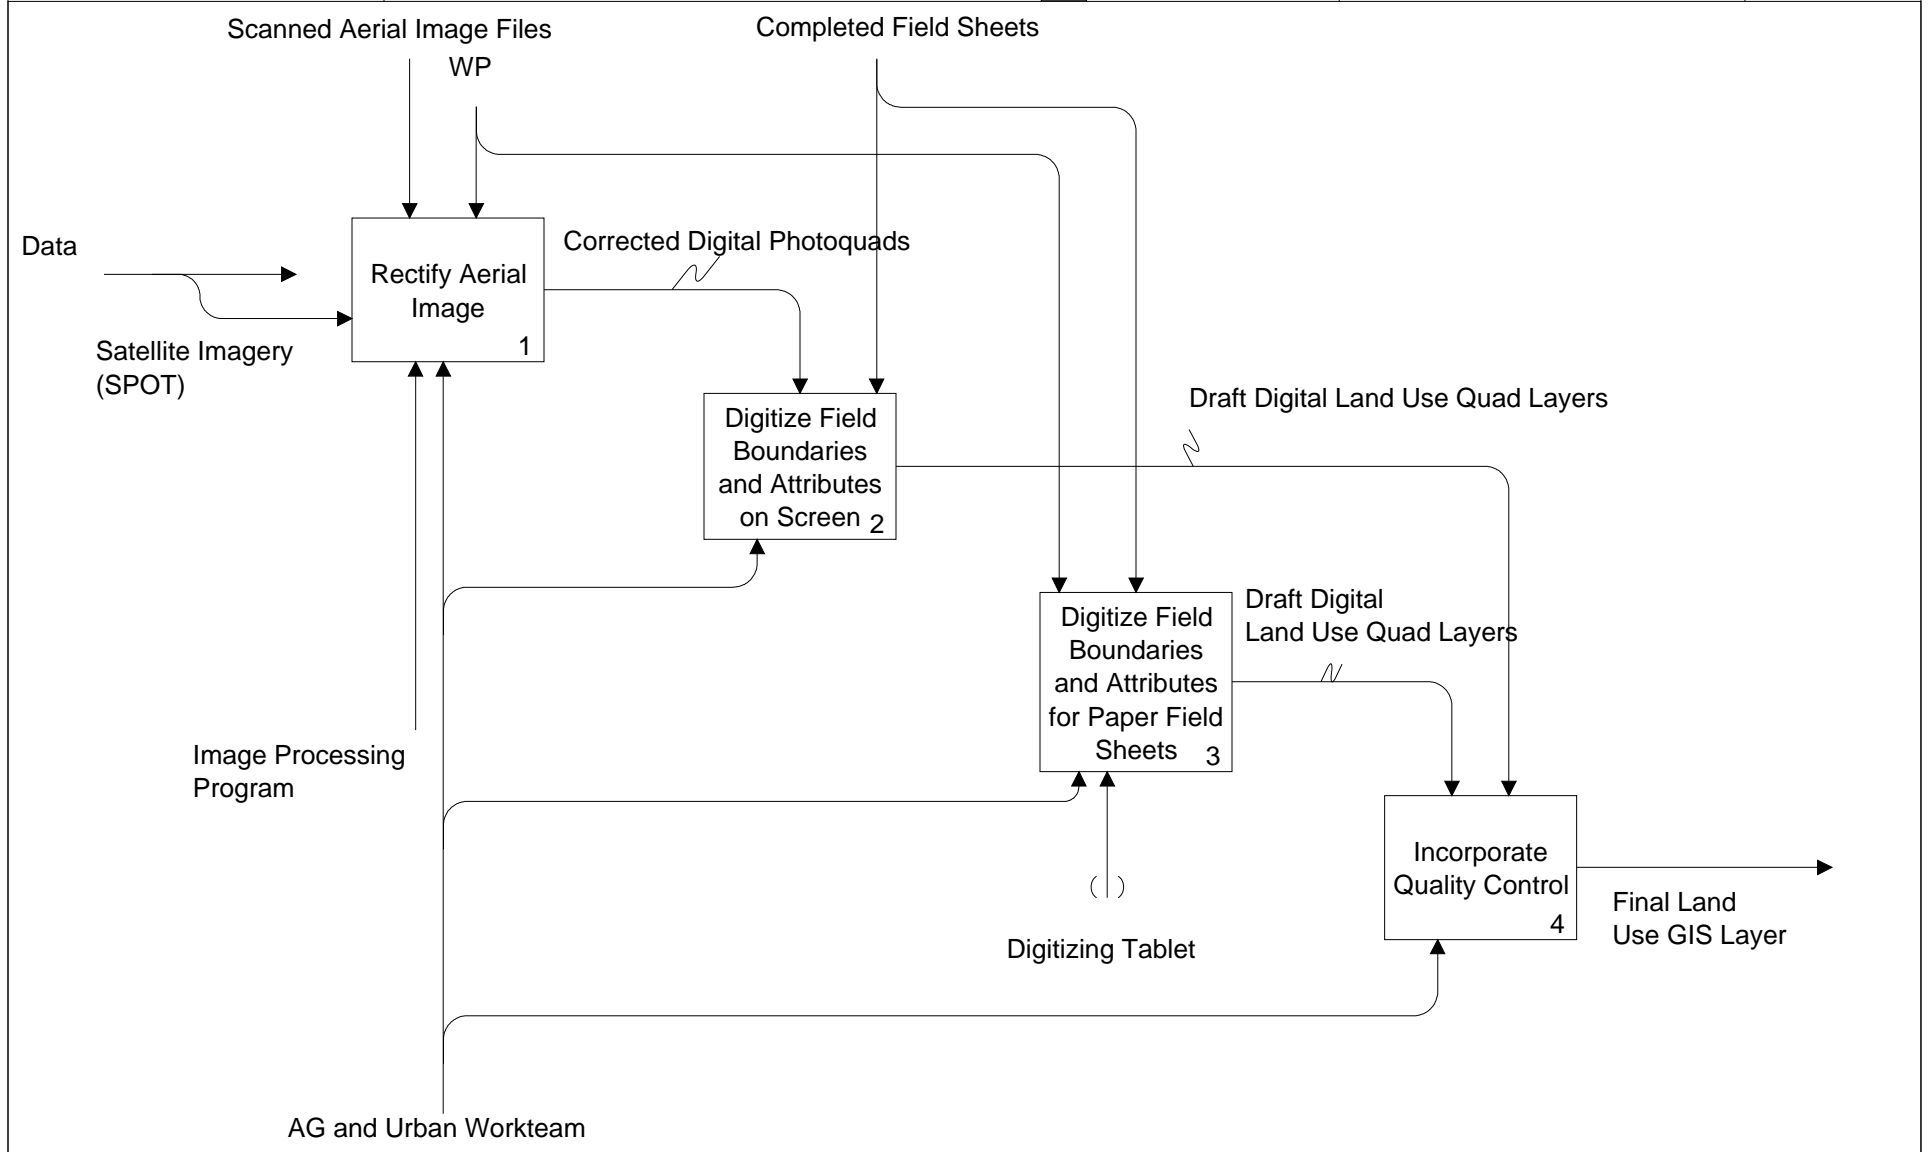 Scanned Aerial Image Files
WP
Completed Field Sheets
Data
Satellite Imagery
(SPOT)
Rectify Aerial
Image
1
Corrected Digital Photoquads
Digitize Field
Boundaries
and Attributes
on Screen
2
Draft Digital Land Use Quad Layers
Digitize Field
Boundaries
and Attributes
for Paper Field
Sheets
3
Draft Digital
Land Use Quad Layers
Image Processing
Program
Digitizing Tablet
Incorporate
Quality Control
4
Final Land
Use GIS Layer
AG and Urban Workteam